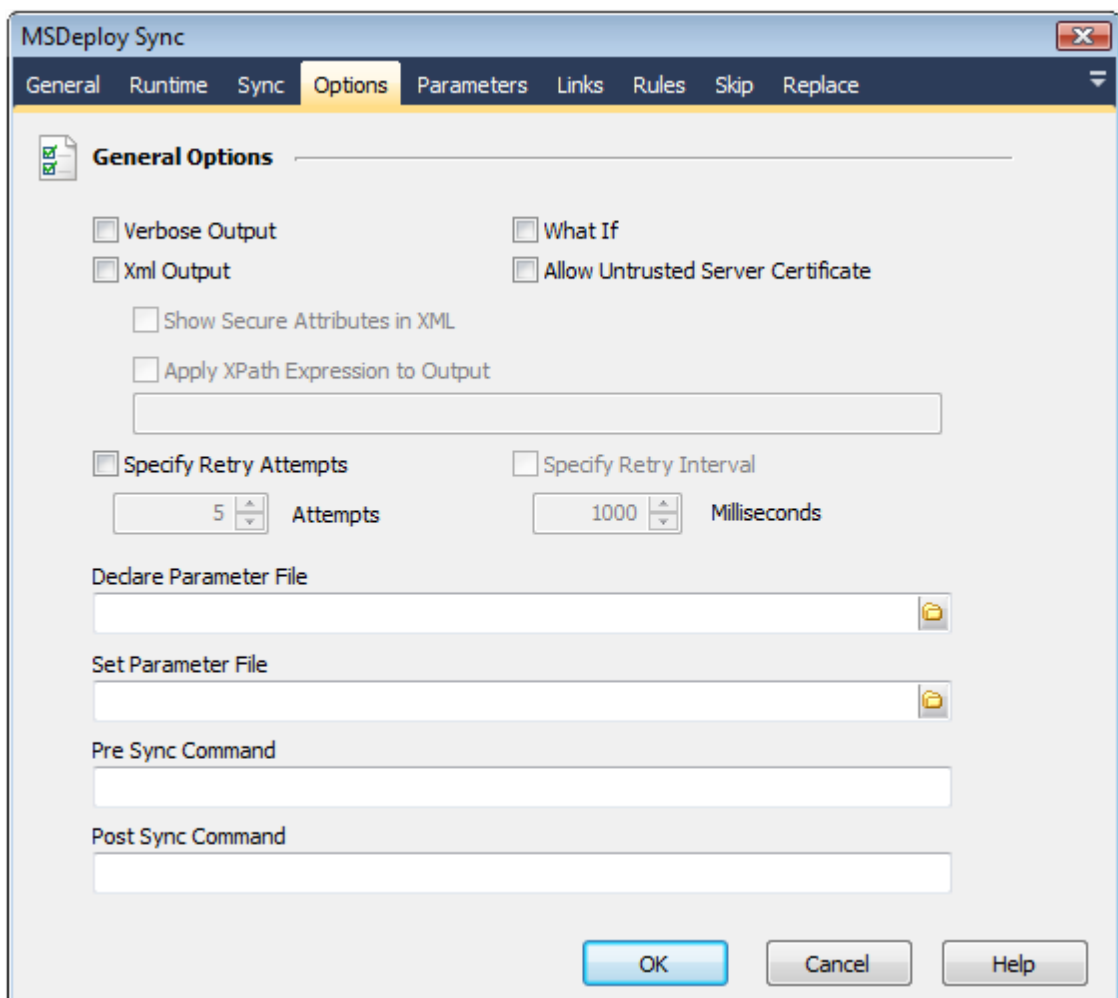 MSDeploy Sync
General Runtime Sync Options Parameters Links Rules Skip Replace
General Options
Verbose Output What If
Xml Output Allow Untrusted Server Certificate
Show Secure Attributes in XML
Apply XPath Expression to Output
Specify Retry Attempts Specify Retry Interval
5 Attempts 1000 Milliseconds
Declare Parameter File
Set Parameter File
Pre Sync Command
Post Sync Command
OK Cancel Help